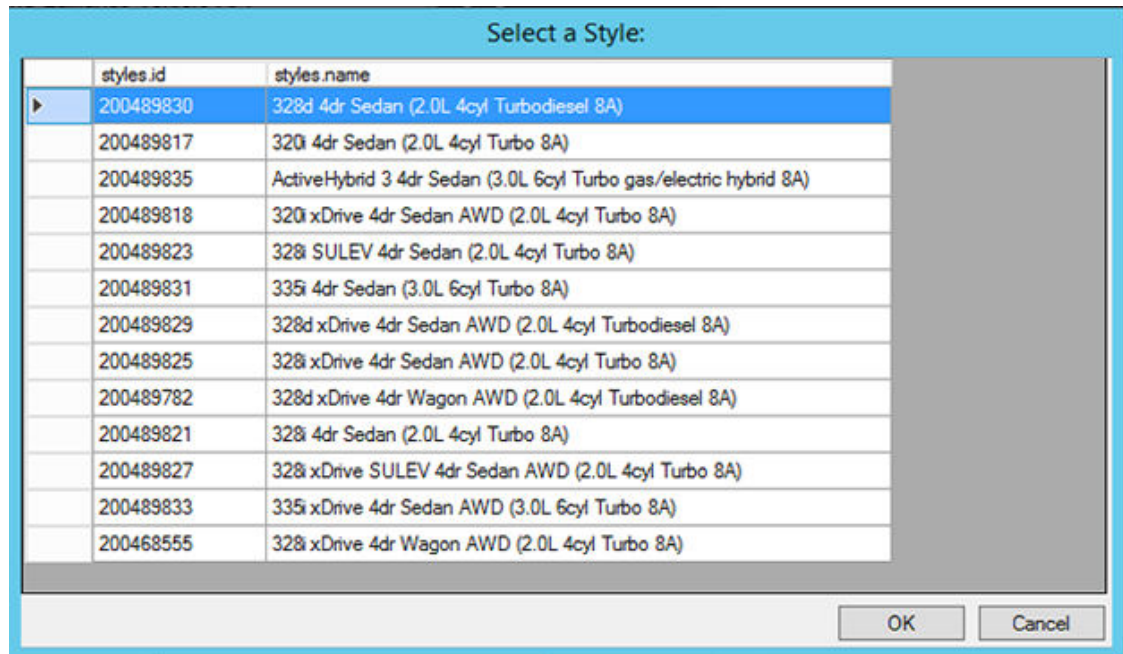 Select a Style:
styles.id styles.name
200489830 328d 4dr Sedan (2.0L 4cyl Turbodiesel 8A)
200489817 320i 4dr Sedan (2.0L 4cyl Turbo 8A)
200489835 ActiveHybrid 3 4dr Sedan (3.0L 6cyl Turbo gas/electric hybrid 8A)
200489818 320i xDrive 4dr Sedan AWD (2.0L 4cyl Turbo 8A)
200489823 328i SULEV 4dr Sedan (2.0L 4cyl Turbo 8A)
200489831 335i 4dr Sedan (3.0L 6cyl Turbo 8A)
200489829 328d xDrive 4dr Sedan AWD (2.0L 4cyl Turbodiesel 8A)
200489825 328i xDrive 4dr Sedan AWD (2.0L 4cyl Turbo 8A)
200489782 328d xDrive 4dr Wagon AWD (2.0L 4cyl Turbodiesel 8A)
200489821 328i 4dr Sedan (2.0L 4cyl Turbo 8A)
200489827 328i xDrive SULEV 4dr Sedan AWD (2.0L 4cyl Turbo 8A)
200489833 335i xDrive 4dr Sedan AWD (3.0L 6cyl Turbo 8A)
200468555 328i xDrive 4dr Wagon AWD (2.0L 4cyl Turbo 8A)
OK Cancel